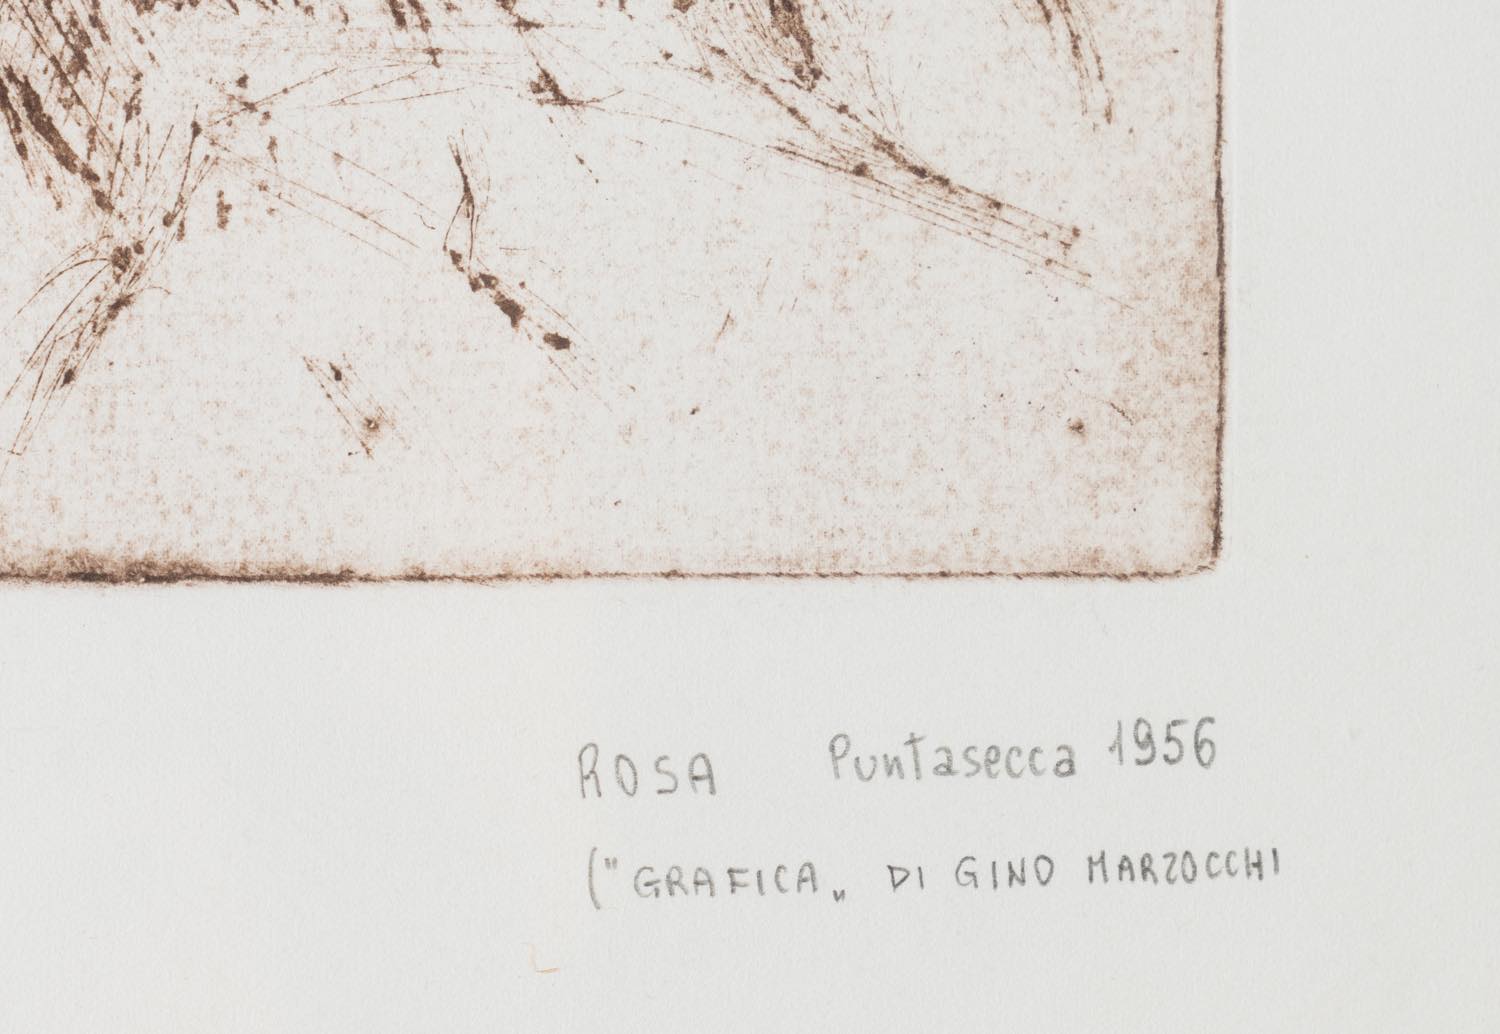 ROSA Puntasecca 1956
("GRAFICA„ DI GINO MARZOCCHI